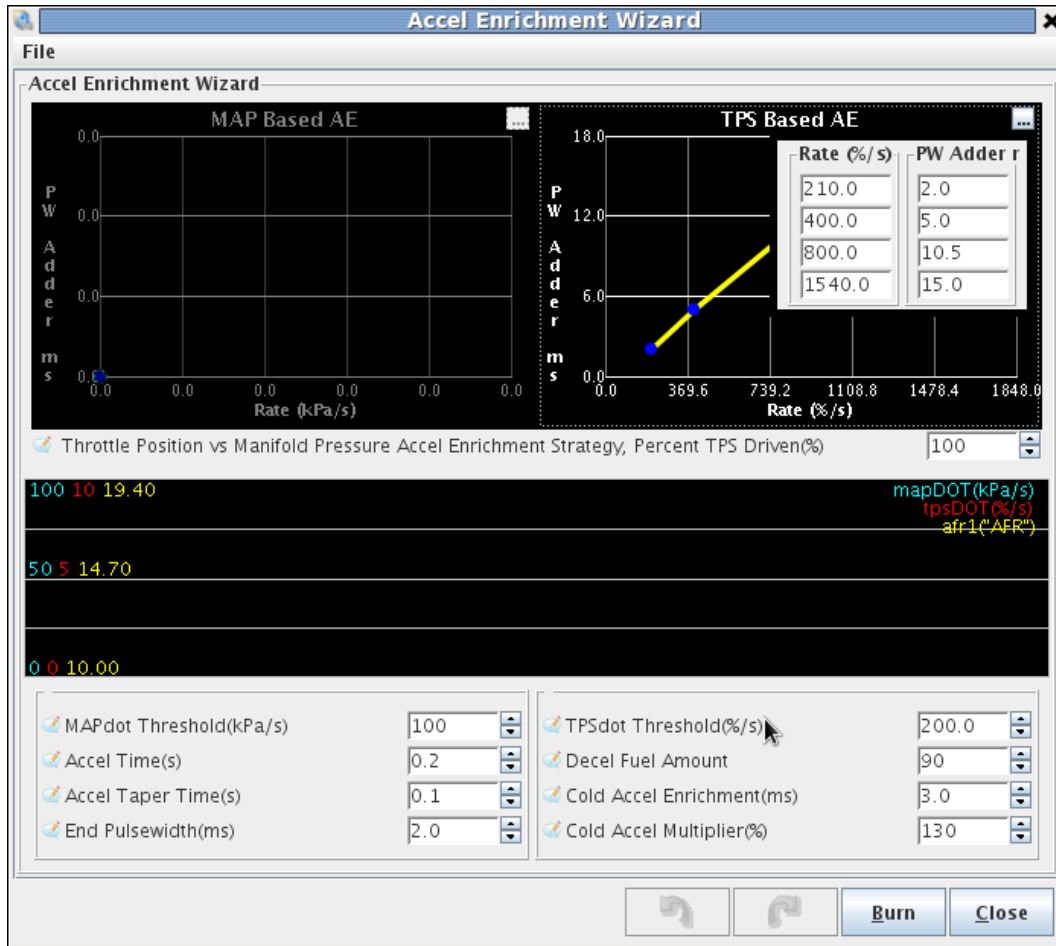 Accel Enrichment Wizard
File
Accel Enrichment Wizard
MAP Based AE
...
0.0
0.0
0.0
0.0
PW Adder ms
0.0 0.0 0.0 0.0 0.0 0.0
Rate (kPa/s)
TPS Based AE
...
18.0
12.0
6.0
0.0
PW Adder ms
0.0 369.6 739.2 1108.8 1478.4 1848.0
Rate (%/s)
Rate (%/s) PW Adder r
210.0 2.0
400.0 5.0
800.0 10.5
1540.0 15.0
Throttle Position vs Manifold Pressure Accel Enrichment Strategy, Percent TPS Driven(%) 100
100 10 19.40 mapDOT(kPa/s)
tpsDOT(%/s)
afr1("AFR")
50 5 14.70
0 0 10.00
MAPdot Threshold(kPa/s) 100
Accel Time(s) 0.2
Accel Taper Time(s) 0.1
End Pulsewidth(ms) 2.0
TPSdot Threshold(%/s) 200.0
Decel Fuel Amount 90
Cold Accel Enrichment(ms) 3.0
Cold Accel Multiplier(%) 130
Burn Close